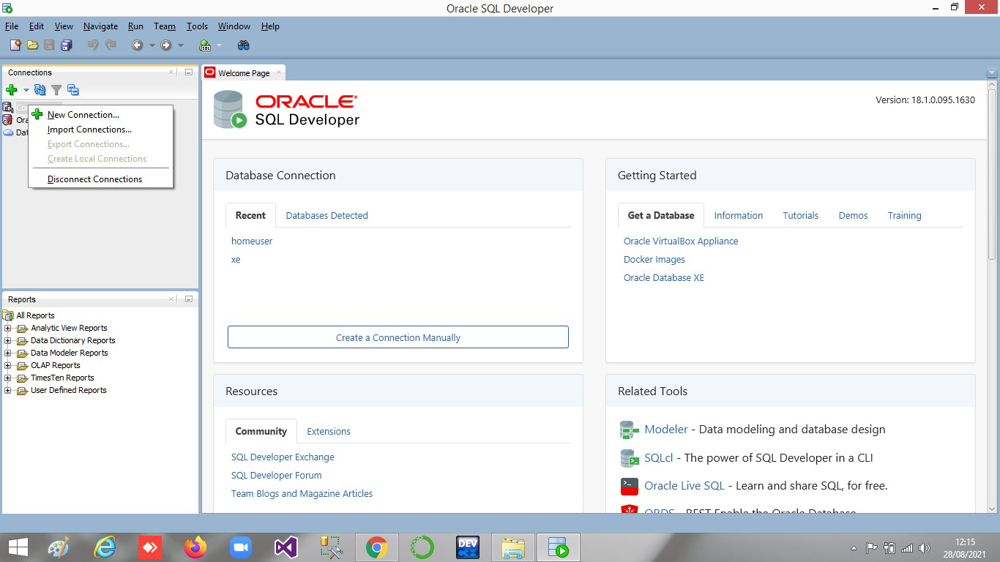 Oracle SQL Developer
File Edit View Navigate Run Team Tools Window Help
Connections
Welcome Page
New Connection...
Import Connections...
Export Connections...
Create Local Connections
Disconnect Connections
ORACLE
SQL Developer
Version: 18.1.0.095.1630
Database Connection
Recent Databases Detected
homeuser
xe
Create a Connection Manually
Getting Started
Get a Database Information Tutorials Demos Training
Oracle VirtualBox Appliance
Docker Images
Oracle Database XE
Reports
All Reports
Analytic View Reports
Data Dictionary Reports
Data Modeler Reports
OLAP Reports
TimesTen Reports
User Defined Reports
Resources
Community Extensions
SQL Developer Exchange
SQL Developer Forum
Team Blogs and Magazine Articles
Related Tools
Modeler - Data modeling and database design
SQLcl - The power of SQL Developer in a CLI
Oracle Live SQL - Learn and share SQL, for free.
ORDS - REST Enable the Oracle Database
DEV
C++
12:15
28/08/2021